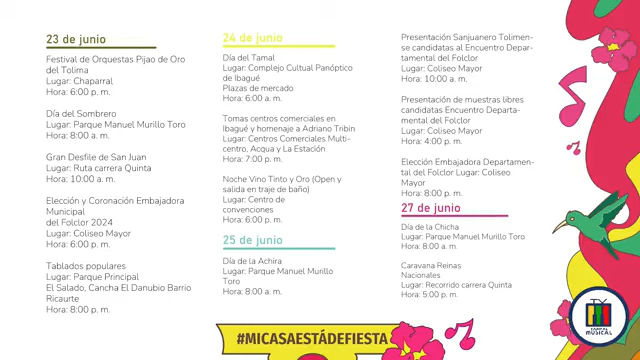 23 de junio
Festival de Orquestas Pijao de Oro
del Tolima
Lugar: Chaparral
Hora: 6:00 p. m.
Día del Sombrero
Lugar: Parque Manuel Murillo Toro
Hora: 8:00 a. m.
Gran Desfile de San Juan
Lugar: Ruta carrera Quinta
Hora: 10:00 a. m.
Elección y Coronación Embajadora
Municipal
del Folclor 2024
Lugar: Coliseo Mayor
Hora: 6:00 p. m.
Tablados populares
Lugar: Parque Principal
El Salado, Cancha El Danubio Barrio
Ricaurte
Hora: 8:00 p. m.
24 de junio
Día del Tamal
Lugar: Complejo Cultual Panóptico
de Ibagué
Plazas de mercado
Hora: 6:00 a. m.
Tomas centros comerciales en
Ibagué y homenaje a Adriano Tribin
Lugar: Centros Comerciales Multi-
centro, Acqua y La Estación
Hora: 7:00 p. m.
Noche Vino Tinto y Oro (Open y
salida en traje de baño)
Lugar: Centro de
convenciones
Hora: 6:00 p. m.
25 de junio
Día de la Achira
Lugar: Parque Manuel Murillo
Toro
Hora: 8:00 a. m.
Presentación Sanjuanero Tolimen-
se candidatas al Encuentro Depar-
tamental del Folclor
Lugar: Coliseo Mayor
Hora: 10:00 a. m.
Presentación de muestras libres
candidatas Encuentro Departa-
mental del Folclor
Lugar: Coliseo Mayor
Hora: 4:00 p. m.
Elección Embajadora Departamen-
tal del Folclor Lugar: Coliseo
Mayor
Hora: 8:00 p. m.
27 de junio
Día de la Chicha
Lugar: Parque Manuel Murillo Toro
Hora: 8:00 a. m.
Caravana Reinas
Nacionales
Lugar: Recorrido carrera Quinta
Hora: 5:00 p. m.
#MICASAESTÁDEFIESTA
TV
MUSICAL